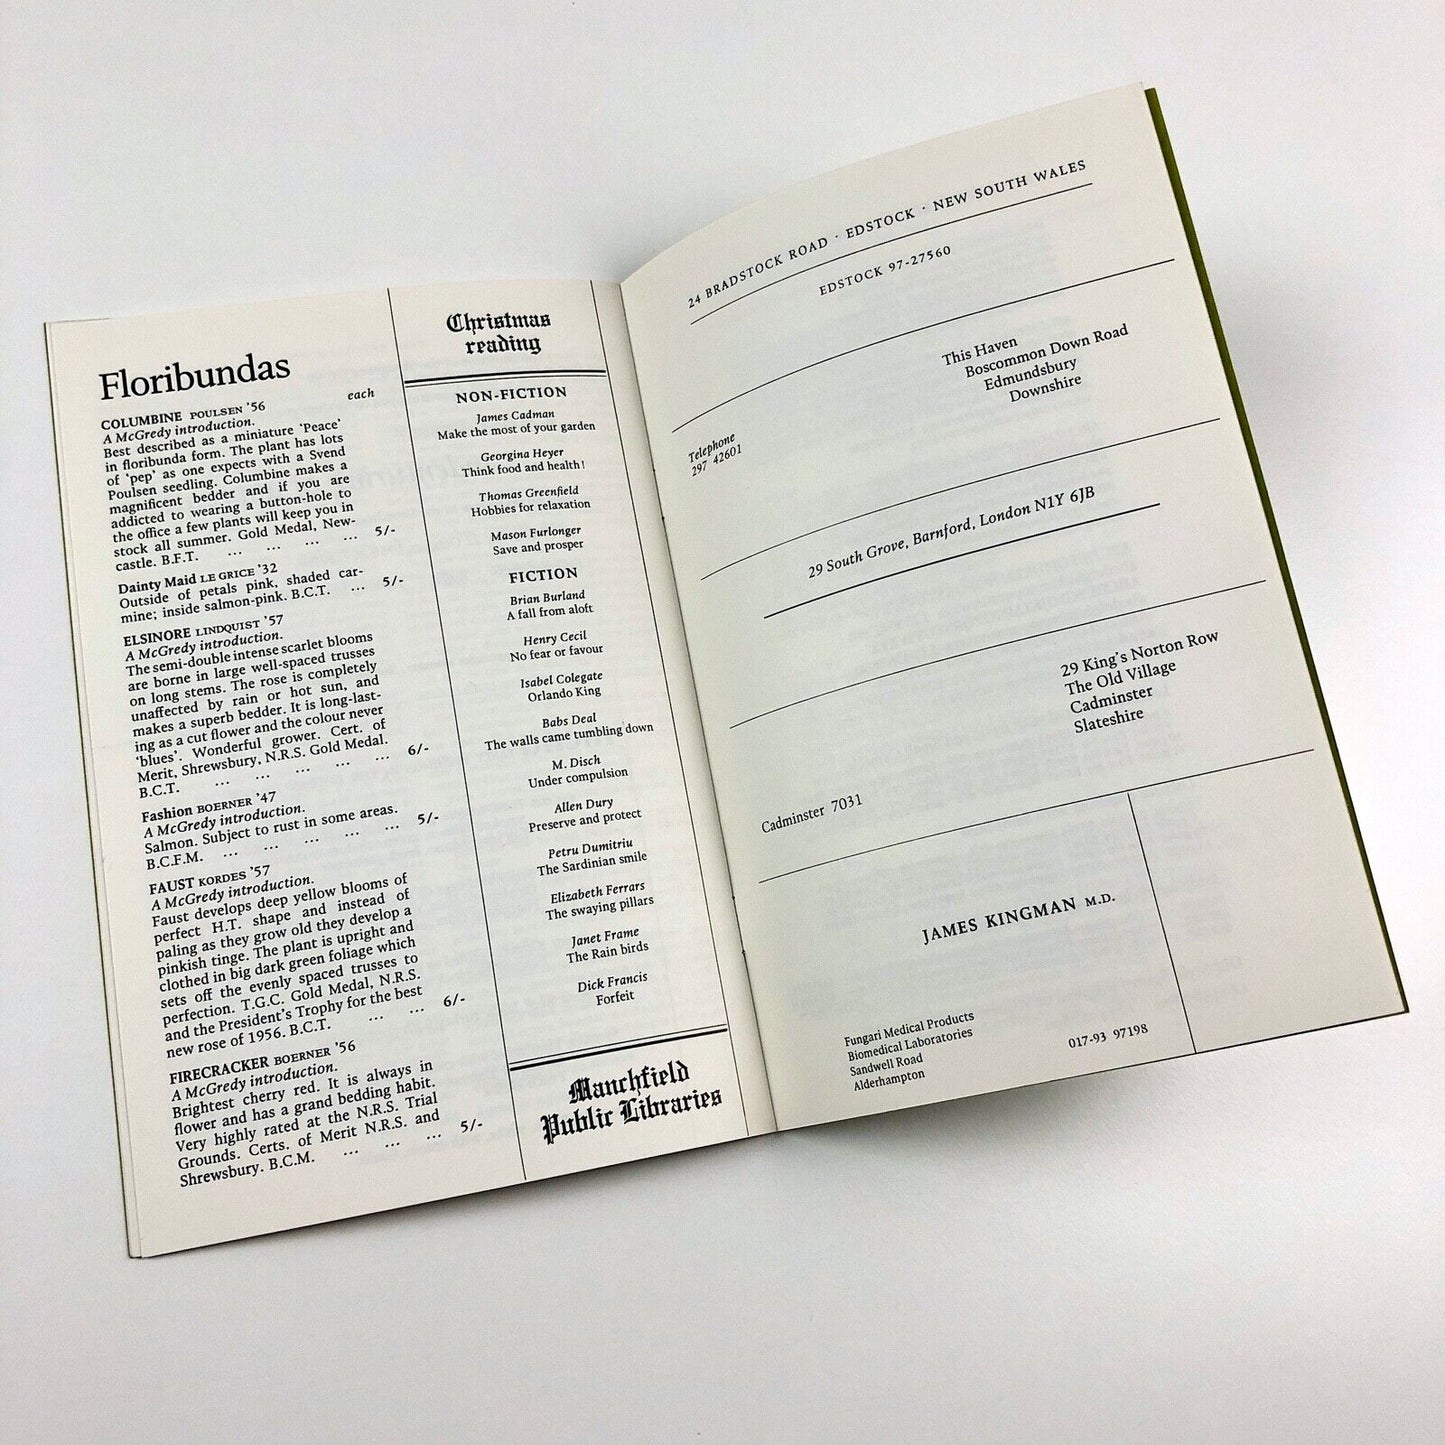 Floribundas
each
COLUMBINE POULSEN '56
A McGredy introduction.
Best described as a miniature 'Peace'
in floribunda form. The plant has lots
of 'pep' as one expects with a Svend
Poulsen seedling. Columbine makes a
magnificent bedder and if you are
addicted to wearing a button-hole to
the office a few plants will keep you in
stock all summer. Gold Medal, New-
castle. B.F.T. ... ... ... ... 5/-
Dainty Maid LE GRICE '32
Outside of petals pink, shaded car-
mine; inside salmon-pink. B.C.T. ... 5/-
ELSINORE LINDQUIST '57
A McGredy introduction.
The semi-double intense scarlet blooms
are borne in large well-spaced trusses
on long stems. The rose is completely
unaffected by rain or hot sun, and
makes a superb bedder. It is long-last-
ing as a cut flower and the colour never
'blues'. Wonderful grower. Cert. of
Merit, Shrewsbury, N.R.S. Gold Medal.
B.C.T. ... ... ... ... ... 6/-
Fashion BOERNER '47
A McGredy introduction.
Salmon. Subject to rust in some areas.
B.C.F.M. ... ... ... ... ... 5/-
FAUST KORDES '57
A McGredy introduction.
Faust develops deep yellow blooms of
perfect H.T. shape and instead of
paling as they grow old they develop a
pinkish tinge. The plant is upright and
clothed in big dark green foliage which
sets off the evenly spaced trusses to
perfection. T.G.C. Gold Medal, N.R.S.
and the President's Trophy for the best
new rose of 1956. B.C.T. ... ... 6/-
FIRECRACKER BOERNER '56
A McGredy introduction.
Brightest cherry red. It is always in
flower and has a grand bedding habit.
Very highly rated at the N.R.S. Trial
Grounds. Certs. of Merit N.R.S. and
Shrewsbury. B.C.M. ... ... ... 5/-
Christmas
reading
NON-FICTION
James Cadman
Make the most of your garden
Georgina Heyer
Think food and health!
Thomas Greenfield
Hobbies for relaxation
Mason Furlonger
Save and prosper
FICTION
Brian Burland
A fall from aloft
Henry Cecil
No fear or favour
Isabel Colegate
Orlando King
Babs Deal
The walls came tumbling down
M. Disch
Under compulsion
Allen Dury
Preserve and protect
Petru Dumitriu
The Sardinian smile
Elizabeth Ferrars
The swaying pillars
Janet Frame
The Rain birds
Dick Francis
Forfeit
Manchfield
Public Libraries
24 BRADSTOCK ROAD · EDSTOCK · NEW SOUTH WALES
EDSTOCK 97-27560
This Haven
Boscommon Down Road
Edmundsbury
Downshire
Telephone
297 42601
29 South Grove, Barnford, London N1Y 6JB
29 King's Norton Row
The Old Village
Cadminster
Slateshire
Cadminster 7031
JAMES KINGMAN M.D.
Fungari Medical Products
Biomedical Laboratories
Sandwell Road
Alderhampton
017-93 97198